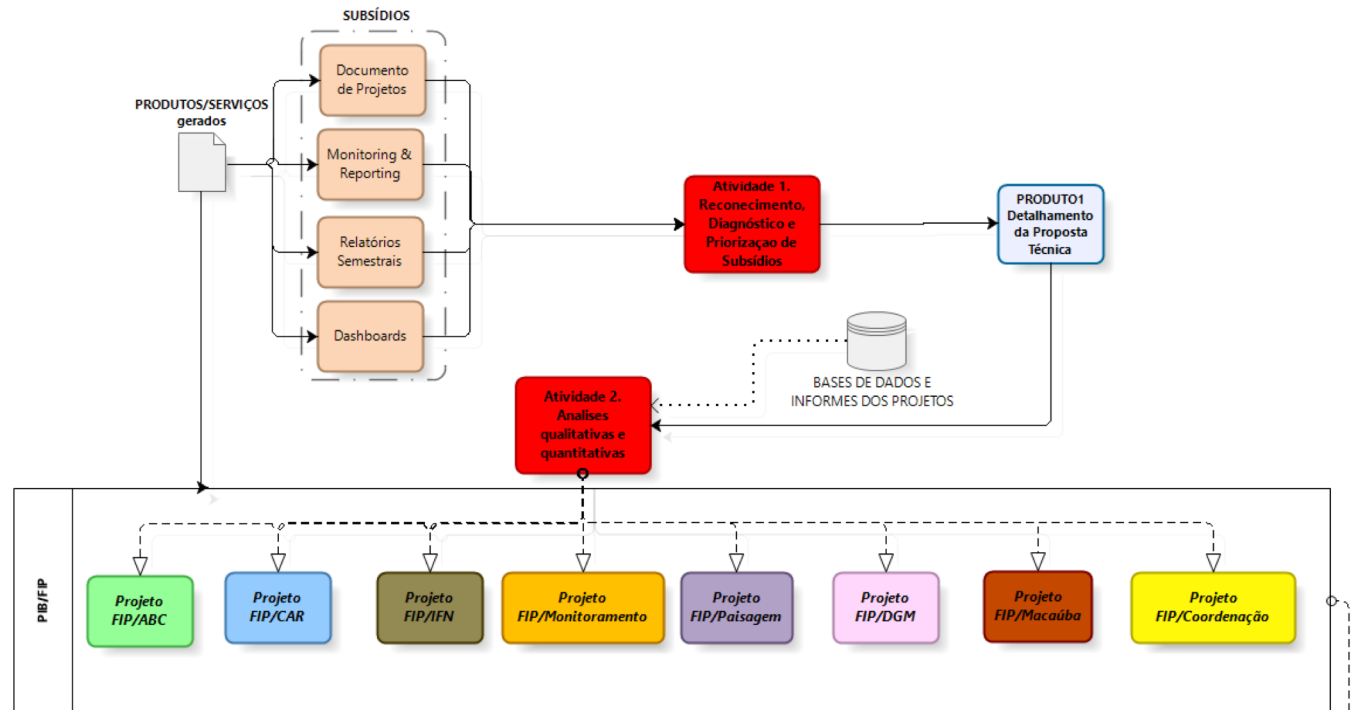 SUBSÍDIOS
Documento
de Projetos
PRODUTOS/SERVIÇOS
gerados
Monitoring &
Reporting
Relatórios
Semestrais
Dashboards
Atividade 1.
Reconecimento,
Diagnóstico e
Priorizaçao de
Subsídios
PRODUTO1
Detalhamento
da Proposta
Técnica
BASES DE DADOS E
INFORMES DOS PROJETOS
Atividade 2.
Analises
qualitativas e
quantitativas
PIB/FIP
Projeto
FIP/ABC
Projeto
FIP/CAR
Projeto
FIP/IFN
Projeto
FIP/Monitoramento
Projeto
FIP/Paisagem
Projeto
FIP/DGM
Projeto
FIP/Macaúba
Projeto
FIP/Coordenação